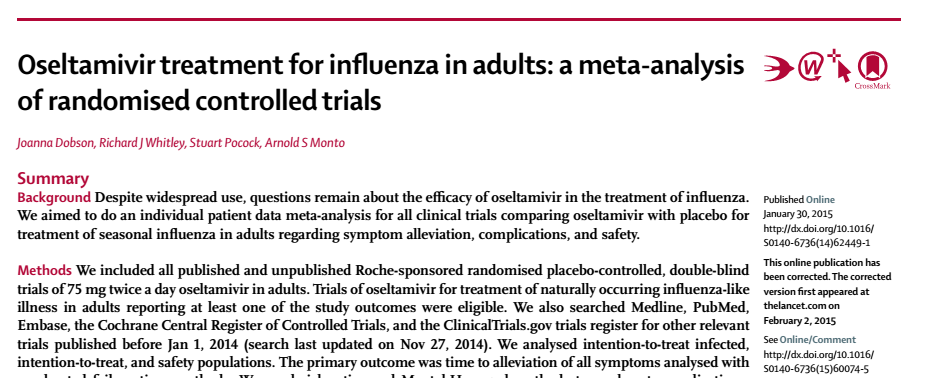 Oseltamivir treatment for influenza in adults: a meta-analysis
of randomised controlled trials
CrossMark
Joanna Dobson, Richard J Whitley, Stuart Pocock, Arnold S Monto
Summary
Background Despite widespread use, questions remain about the efficacy of oseltamivir in the treatment of influenza.
We aimed to do an individual patient data meta-analysis for all clinical trials comparing oseltamivir with placebo for
treatment of seasonal influenza in adults regarding symptom alleviation, complications, and safety.
Methods We included all published and unpublished Roche-sponsored randomised placebo-controlled, double-blind
trials of 75 mg twice a day oseltamivir in adults. Trials of oseltamivir for treatment of naturally occurring influenza-like
illness in adults reporting at least one of the study outcomes were eligible. We also searched Medline, PubMed,
Embase, the Cochrane Central Register of Controlled Trials, and the ClinicalTrials.gov trials register for other relevant
trials published before Jan 1, 2014 (search last updated on Nov 27, 2014). We analysed intention-to-treat infected,
intention-to-treat, and safety populations. The primary outcome was time to alleviation of all symptoms analysed with
Published Online
January 30, 2015
http://dx.doi.org/10.1016/
S0140-6736(14)62449-1
This online publication has
been corrected. The corrected
version first appeared at
thelancet.com on
February 2, 2015
See Online/Comment
http://dx.doi.org/10.1016/
S0140-6736(15)60074-5